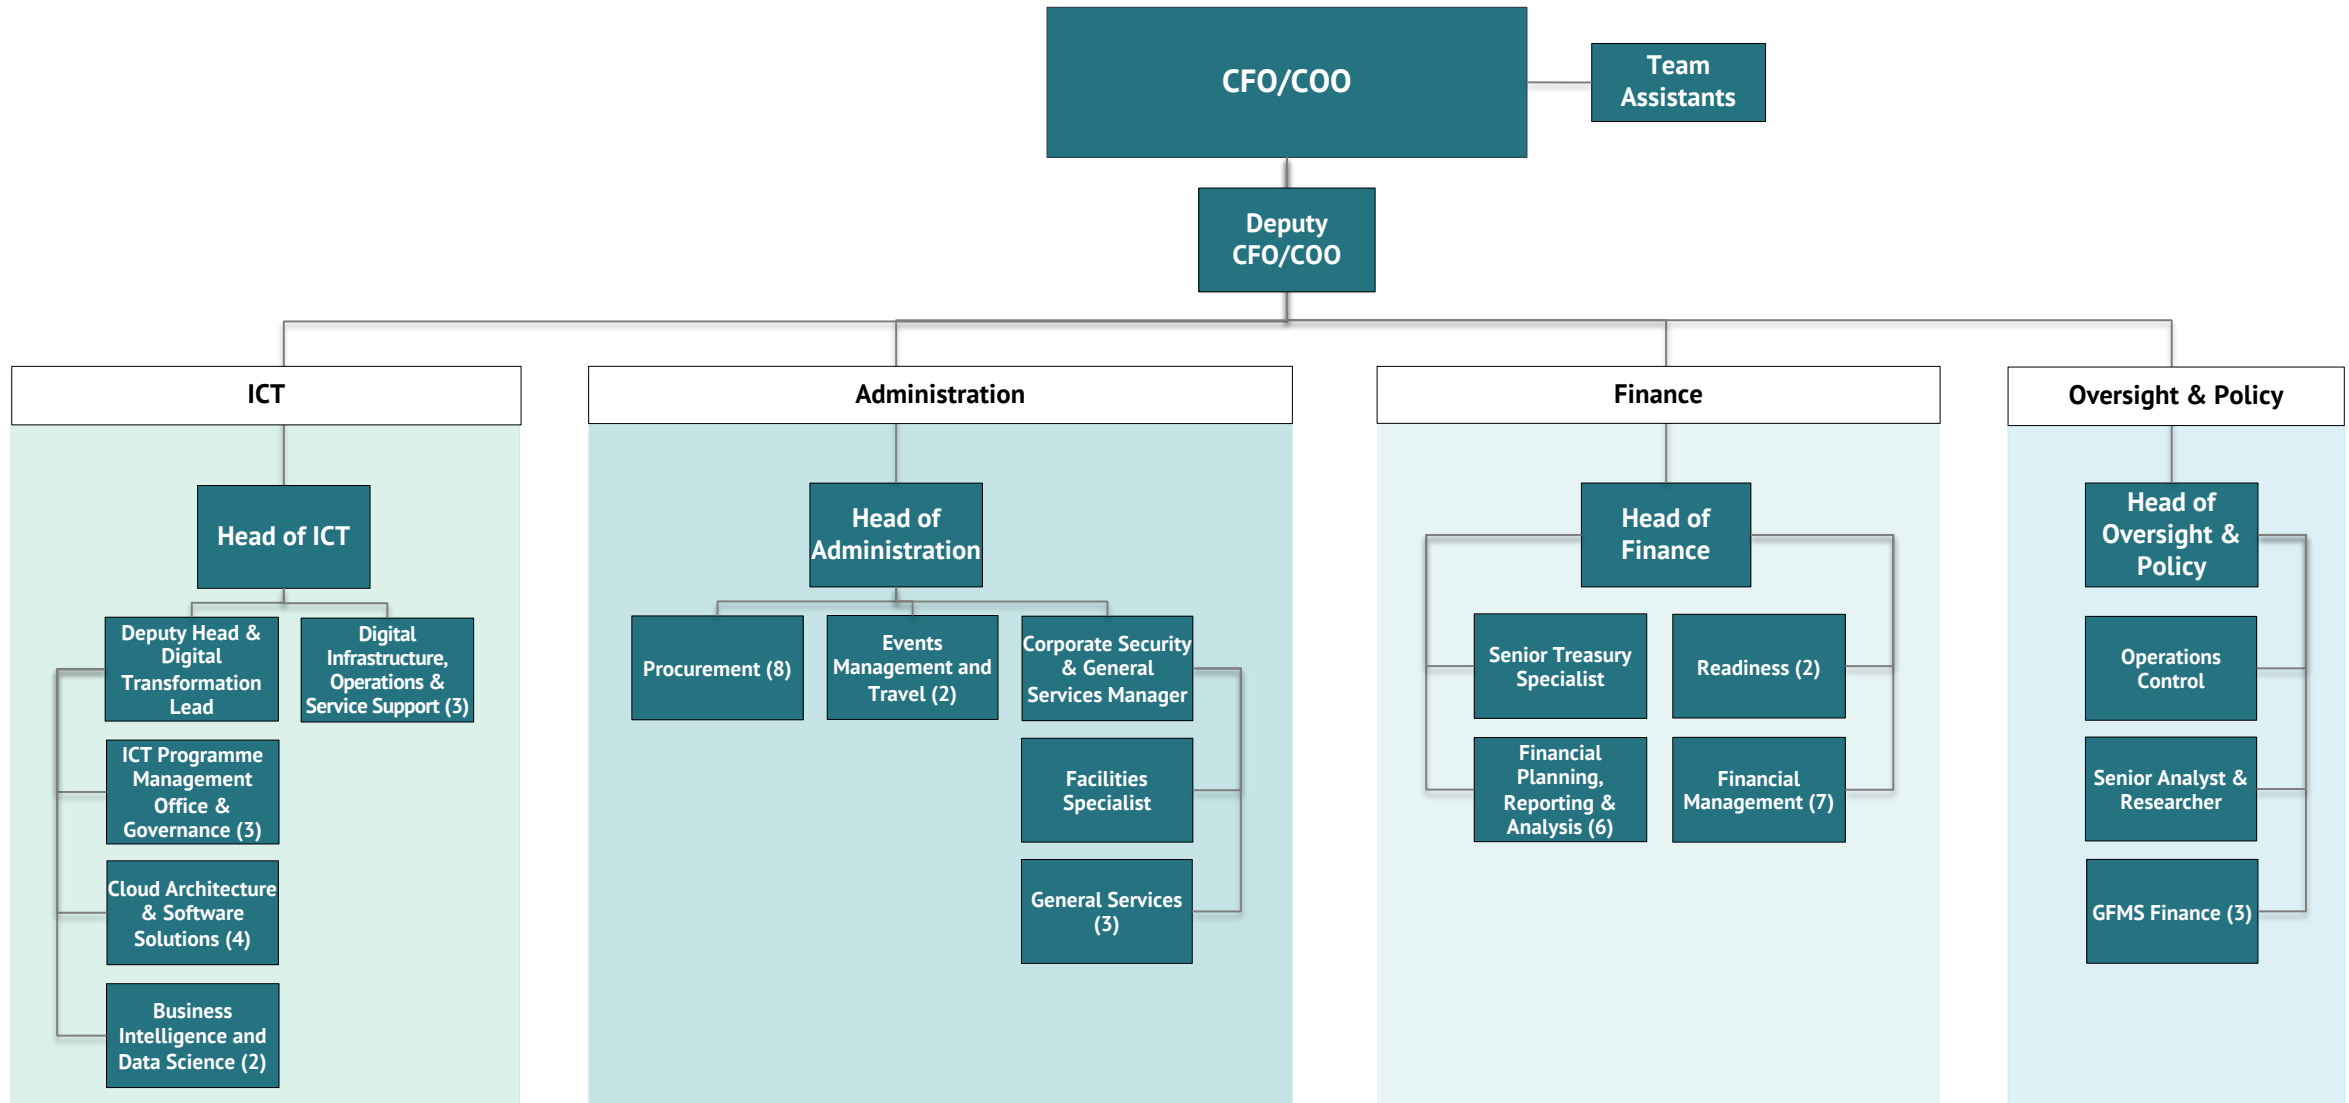 CFO/COO
Team
Assistants
Deputy
CFO/COO
ICT
Administration
Finance
Oversight & Policy
Head of ICT
Deputy Head &
Digital
Transformation
Lead
Digital
Infrastructure,
Operations &
Service Support (3)
ICT Programme
Management
Office &
Governance (3)
Cloud Architecture
& Software
Solutions (4)
Business
Intelligence and
Data Science (2)
Head of
Administration
Procurement (8)
Events
Management and
Travel (2)
Corporate Security
& General
Services Manager
Facilities
Specialist
General Services
(3)
Head of
Finance
Senior Treasury
Specialist
Readiness (2)
Financial
Planning,
Reporting &
Analysis (6)
Financial
Management (7)
Head of
Oversight &
Policy
Operations
Control
Senior Analyst &
Researcher
GFMS Finance (3)